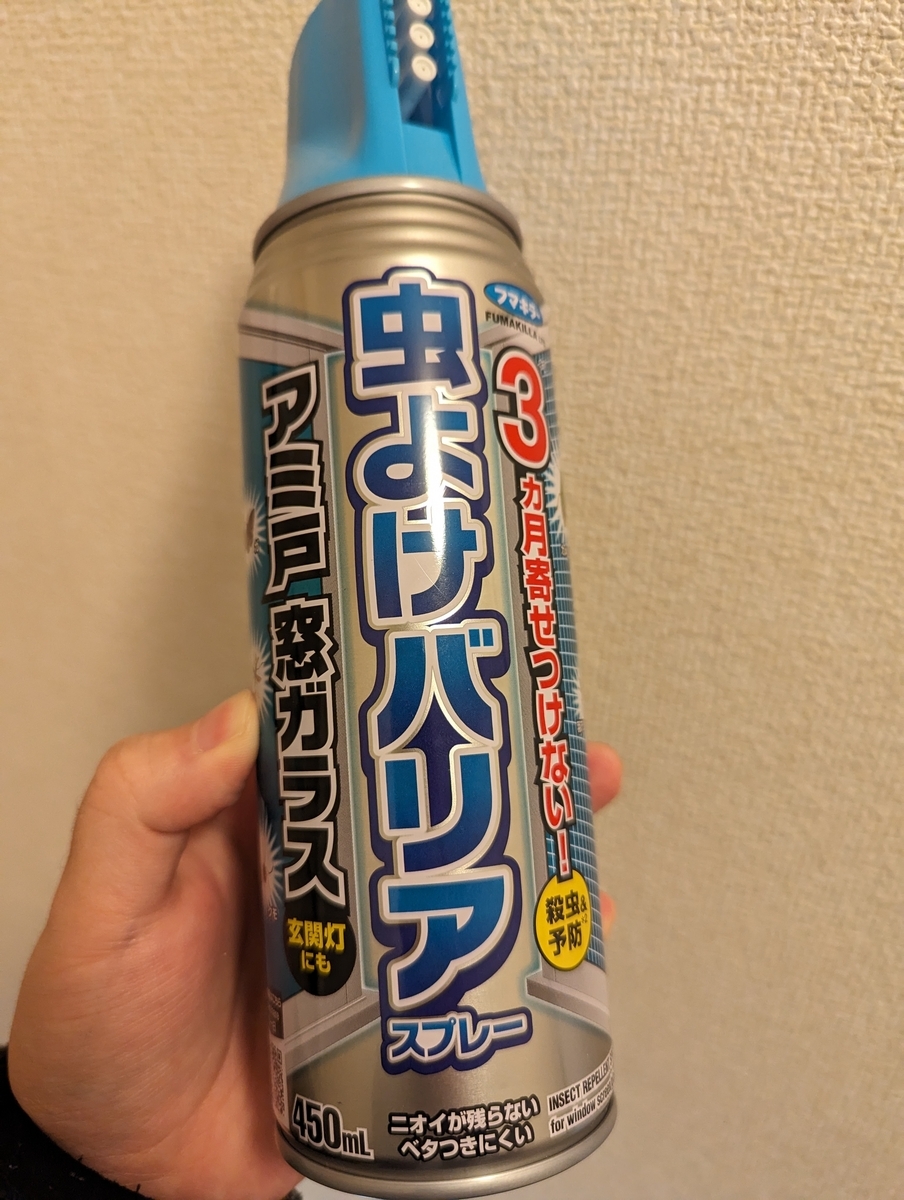 フマキラー
FUMAKILLA
3
カ月寄せつけない!
虫よけバリア
スプレー
アミ戸 窓ガラス
玄関灯
にも
殺虫&
予防
450mL
ニオイが残らない
ベタつきにくい
INSECT REPELLENT
for window screen